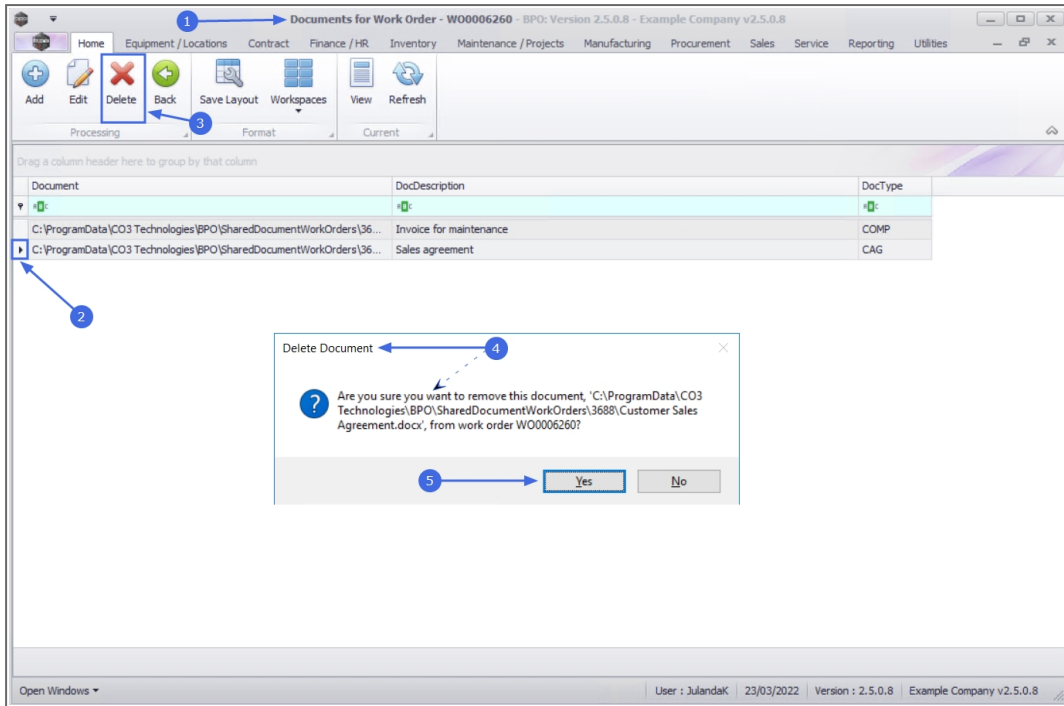 1
Documents for Work Order - WO0006260 - BPO: Version 2.5.0.8 - Example Company v2.5.0.8
Home Equipment / Locations Contract Finance / HR Inventory Maintenance / Projects Manufacturing Procurement Sales Service Reporting Utilities
Add Edit Delete Back Save Layout Workspaces View Refresh
3
Processing Format Current
Drag a column header here to group by that column
Document DocDescription DocType
C:\ProgramData\CO3 Technologies\BPO\SharedDocumentWorkOrders\36... Invoice for maintenance COMP
C:\ProgramData\CO3 Technologies\BPO\SharedDocumentWorkOrders\36... Sales agreement CAG
2
Delete Document 4
Are you sure you want to remove this document, 'C:\ProgramData\CO3
Technologies\BPO\SharedDocumentWorkOrders\3688\Customer Sales
Agreement.docx', from work order WO0006260?
5 Yes No
Open Windows User : JulandaK 23/03/2022 Version : 2.5.0.8 Example Company v2.5.0.8